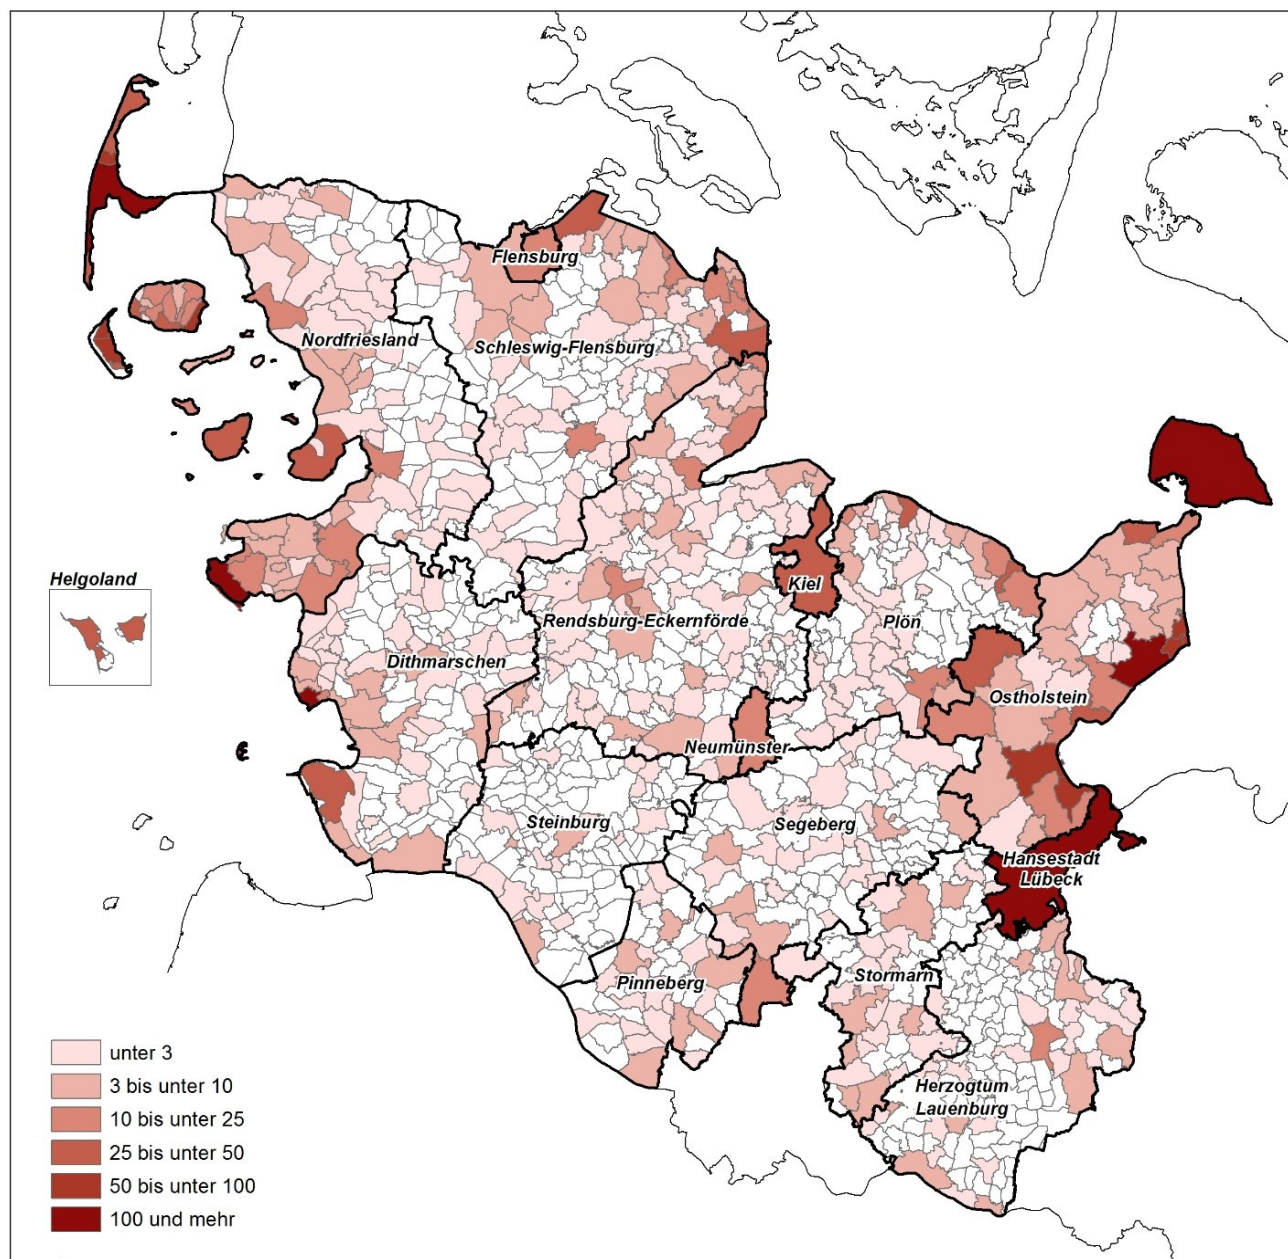 Flensburg
Nordfriesland
Schleswig-Flensburg
Helgoland
Kiel
Rendsburg-Eckernförde
Plön
Dithmarschen
Ostholstein
Neumünster
Steinburg
Segeberg
Hansestadt
Lübeck
Pinneberg
Stormarn
Herzogtum
Lauenburg
unter 3
3 bis unter 10
10 bis unter 25
25 bis unter 50
50 bis unter 100
100 und mehr